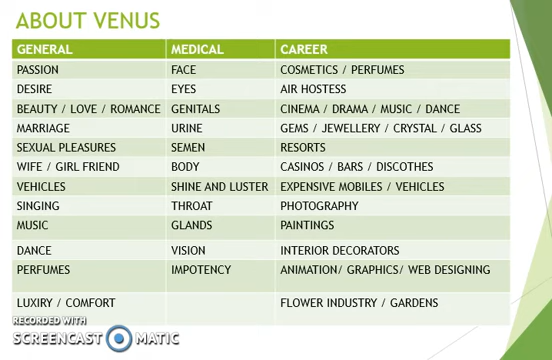 ABOUT VENUS
GENERAL MEDICAL CAREER
PASSION FACE COSMETICS / PERFUMES
DESIRE EYES AIR HOSTESS
BEAUTY / LOVE / ROMANCE GENITALS CINEMA / DRAMA / MUSIC / DANCE
MARRIAGE URINE GEMS / JEWELLERY / CRYSTAL / GLASS
SEXUAL PLEASURES SEMEN RESORTS
WIFE / GIRL FRIEND BODY CASINOS / BARS / DISCOTHES
VEHICLES SHINE AND LUSTER EXPENSIVE MOBILES / VEHICLES
SINGING THROAT PHOTOGRAPHY
MUSIC GLANDS PAINTINGS
DANCE VISION INTERIOR DECORATORS
PERFUMES IMPOTENCY ANIMATION/ GRAPHICS/ WEB DESIGNING
LUXIRY / COMFORT FLOWER INDUSTRY / GARDENS
RECORDED WITH
SCREENCAST MATIC